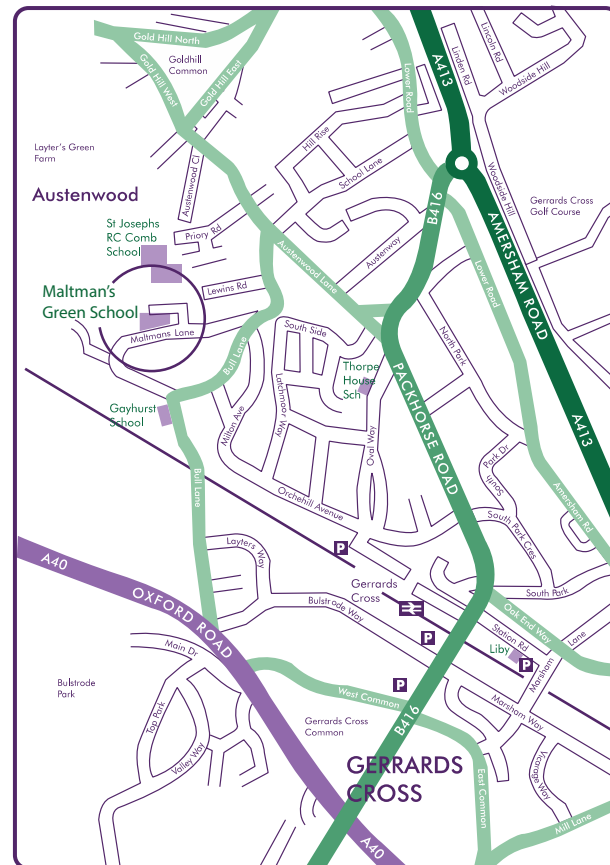 Gold Hill North
Goldhill
Common
Gold Hill West
Gold Hill East
Lower Road
A413
Linden Rd
Lincoln Rd
Woodside Hill
Layter's Green
Farm
Austenwood
Austenwood Cl
Hill Rise
School Lane
B416
Woodside Hill
Gerrards Cross
Golf Course
AMERSHAM ROAD
St Josephs
RC Comb
School
Priory Rd
Austenwood Lane
Austenway
Lower Road
Maltman's
Green School
Lewins Rd
Maltmans Lane
South Side
North Park
Bull Lane
Thorpe
House
Sch
PACKHORSE ROAD
Latchmoor Way
Gayhurst
School
Milton Ave
Oval Way
A413
Park Dr
South
Bull Lane
Orchehill Avenue
South Park Cres
Amersham Rd
A40
Layters Way
P
Gerrards
Cross
South Park
OXFORD ROAD
Bulstrode Way
Oak End Way
Station Rd
P
Liby
P
Lane
Marsham
Main Dr
Bulstrode
Park
P
West Common
Marsham Way
Top Park
Gerrards Cross
Common
B416
Valley Way
GERRARDS
CROSS
East Common
Vicarage Way
Mill Lane
A40